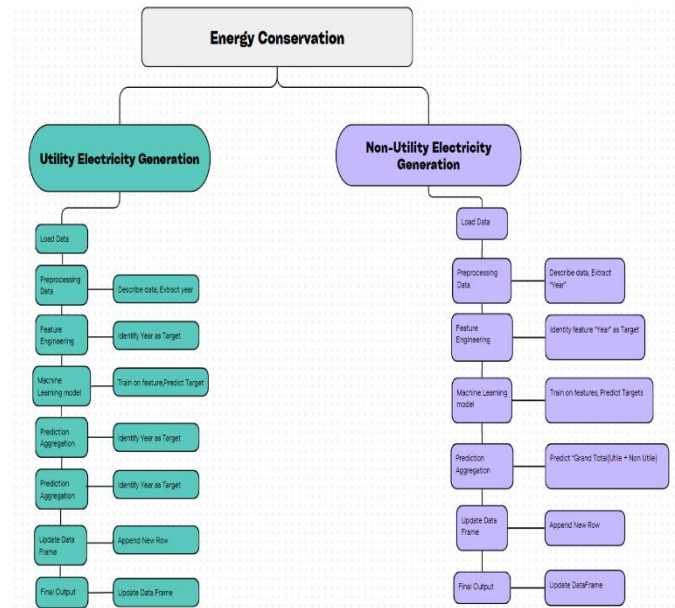 Energy Conservation
Utility Electricity Generation
Load Data
Preprocessing
Data
Describe data, Extract year
Feature
Engineering
Identify Year as Target
Machine
Learning model
Train on feature,Predict Target
Prediction
Aggregation
Identify Year as Target
Prediction
Aggregation
Identify Year as Target
Update Data
Frame
Append New Row
Final Output
Update Data Frame
Non-Utility Electricity
Generation
Load Data
Preprocessing
Data
Describe data, Extract
"Year"
Feature
Engineering
Identify feature "Year" as Target
Machine Learning
model
Train on features, Predict Targets
Prediction
Aggregation
Predict "Grand Total(Utile + Non Utile)
Update Data
Frame
Append New Row
Final Output
Update DataFrame